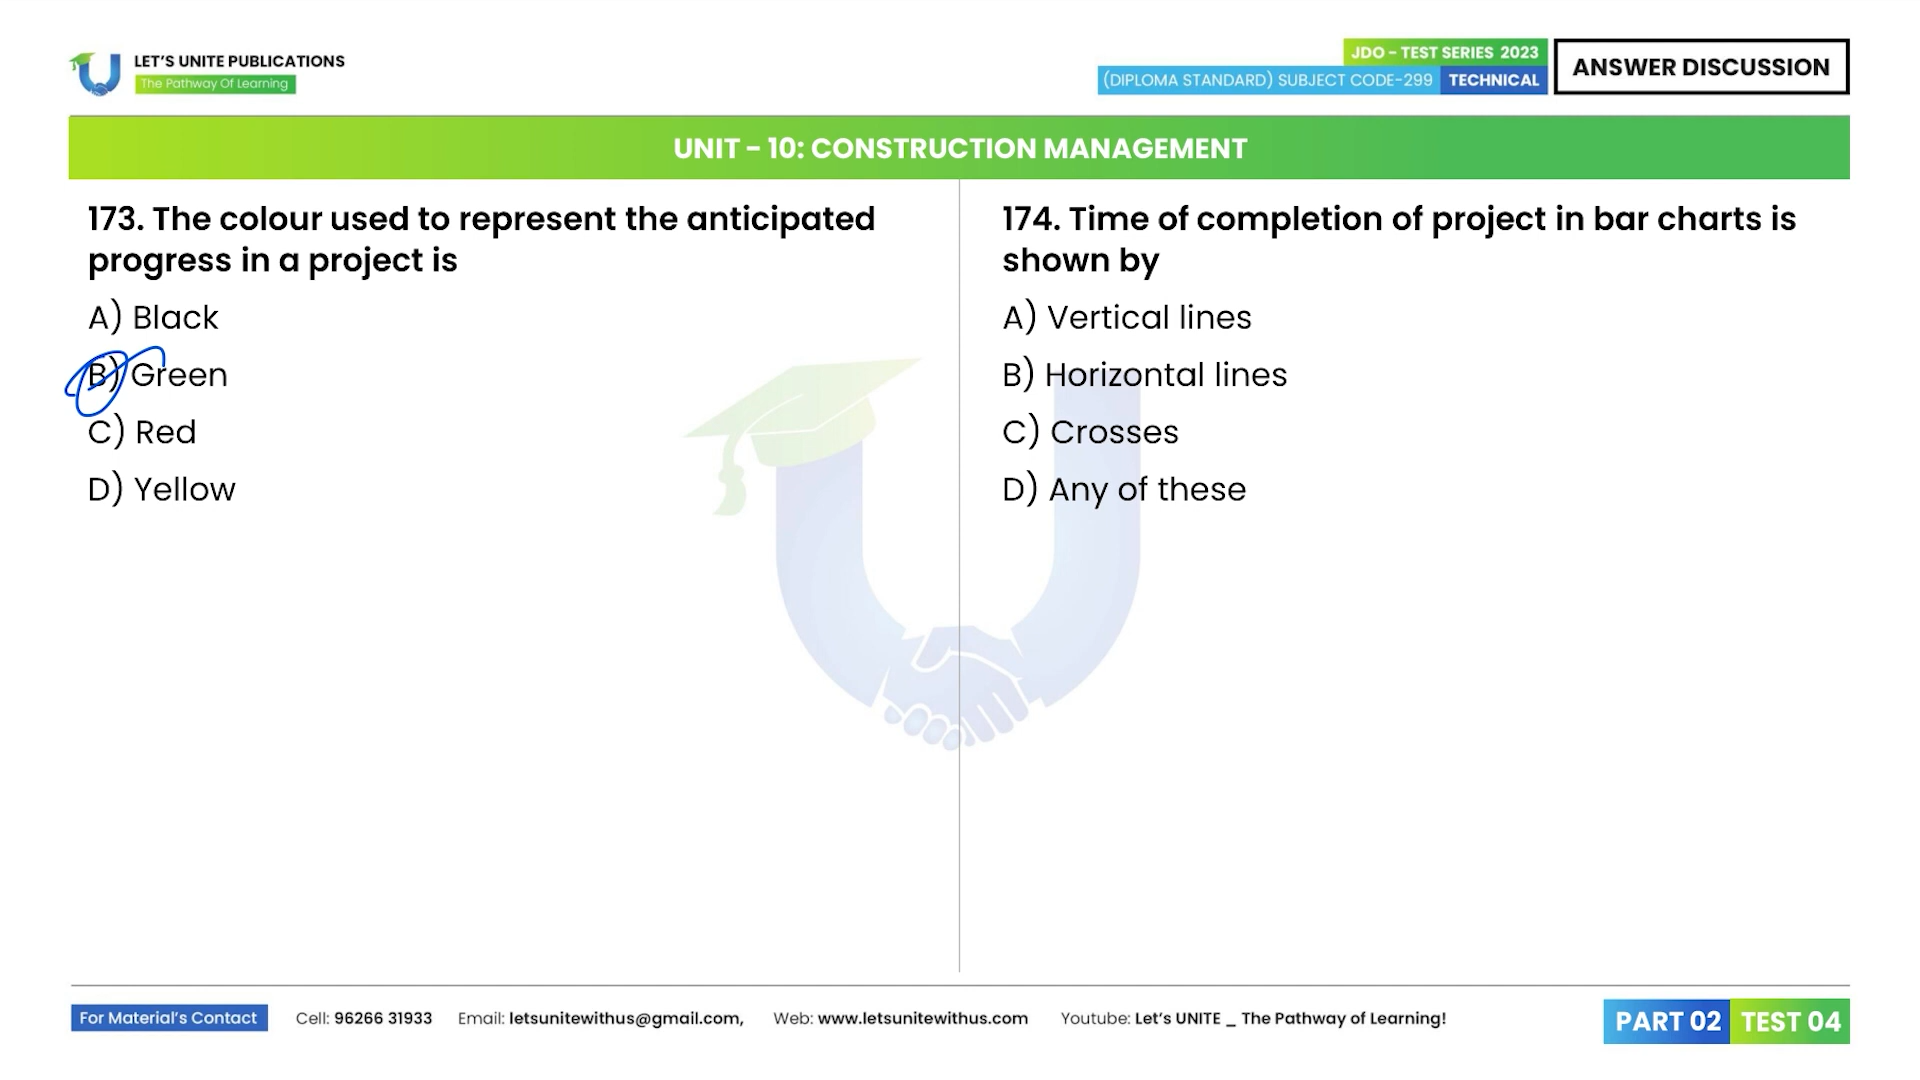 LET'S UNITE PUBLICATIONS
The Pathway Of Learning
JDO - TEST SERIES 2023
(DIPLOMA STANDARD) SUBJECT CODE-299 TECHNICAL
ANSWER DISCUSSION
UNIT – 10: CONSTRUCTION MANAGEMENT
173. The colour used to represent the anticipated
progress in a project is
A) Black
B) Green
C) Red
D) Yellow
174. Time of completion of project in bar charts is
shown by
A) Vertical lines
B) Horizontal lines
C) Crosses
D) Any of these
For Material's Contact
Cell: 96266 31933
Email: letsunitewithus@gmail.com,
Web: www.letsunitewithus.com
Youtube: Let's UNITE _ The Pathway of Learning!
PART 02 TEST 04